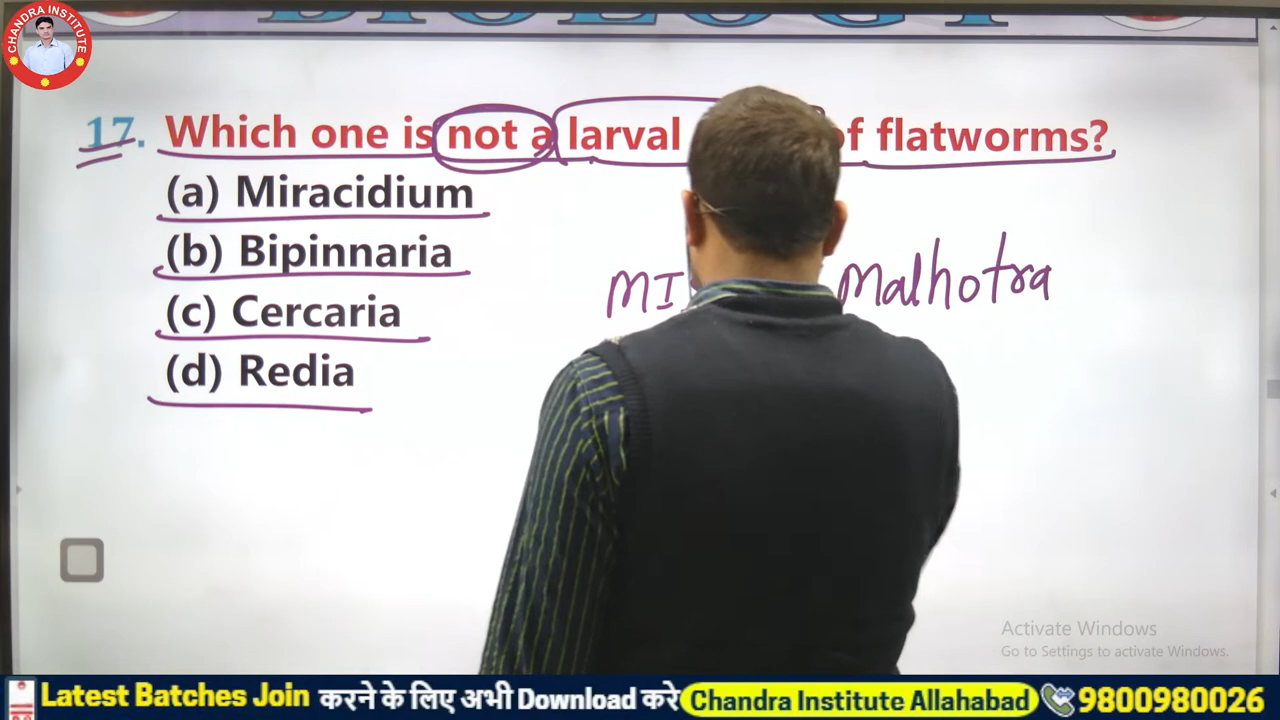 CHANDRA INSTITUTE
BIOLOGY
17. Which one is not a larval of flatworms?
(a) Miracidium
(b) Bipinnaria
(c) Cercaria
(d) Redia
MI Malhotra
Activate Windows
Go to Settings to activate Windows.
Latest Batches Join करने के लिए अभी Download करे Chandra Institute Allahabad 9800980026